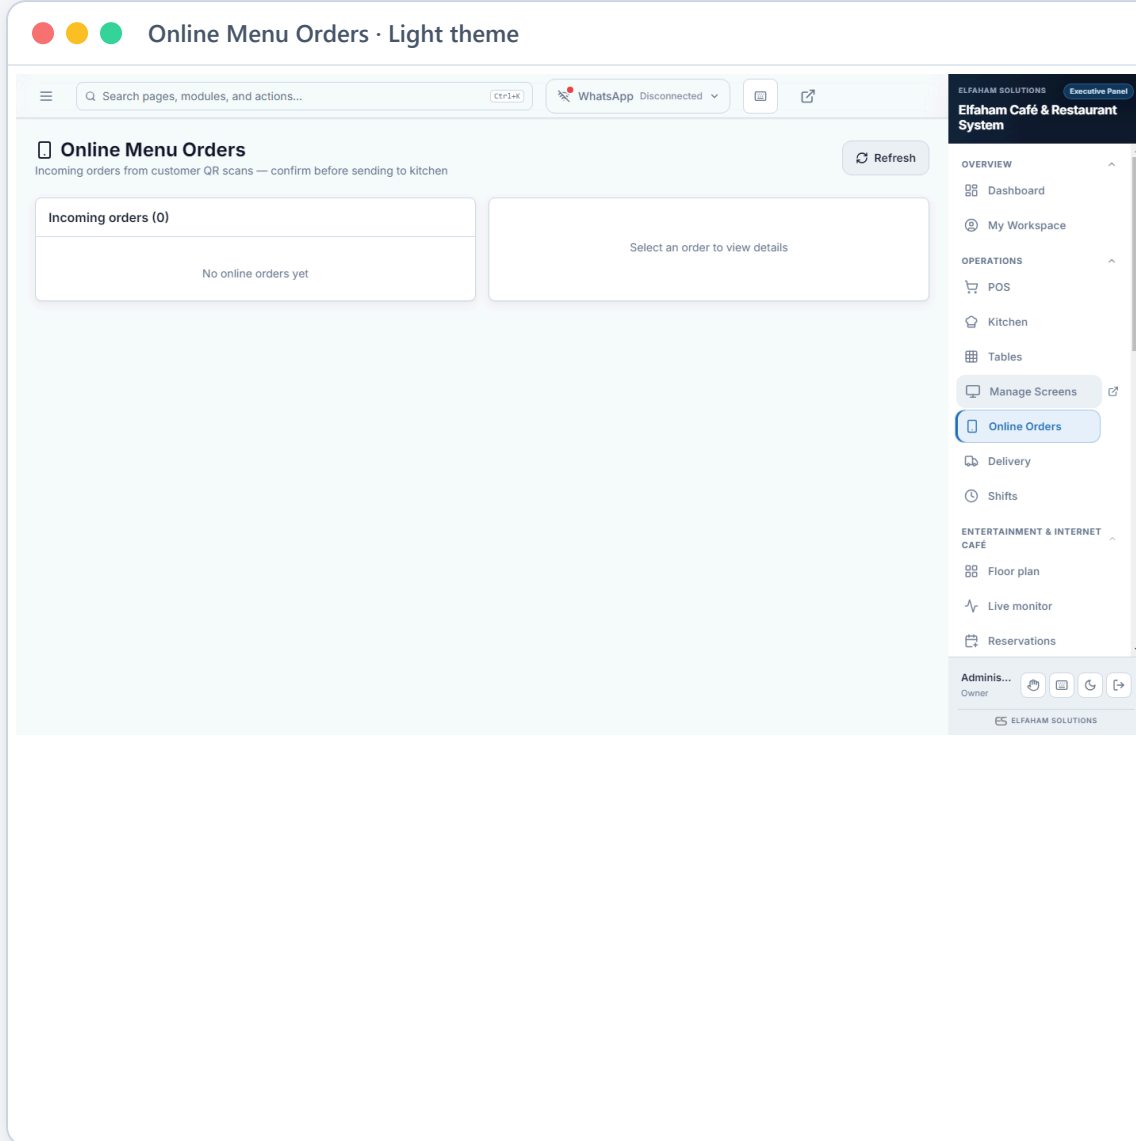 Online Menu Orders · Light theme
Search pages, modules, and actions...
Ctrl+K
WhatsApp Disconnected
Online Menu Orders
Incoming orders from customer QR scans — confirm before sending to kitchen
Refresh
Incoming orders (0)
No online orders yet
Select an order to view details
ELFAHAM SOLUTIONS
Executive Panel
Elfaham Café & Restaurant
System
OVERVIEW
Dashboard
My Workspace
OPERATIONS
POS
Kitchen
Tables
Manage Screens
Online Orders
Delivery
Shifts
ENTERTAINMENT & INTERNET
CAFÉ
Floor plan
Live monitor
Reservations
Adminis...
Owner
ES ELFAHAM SOLUTIONS